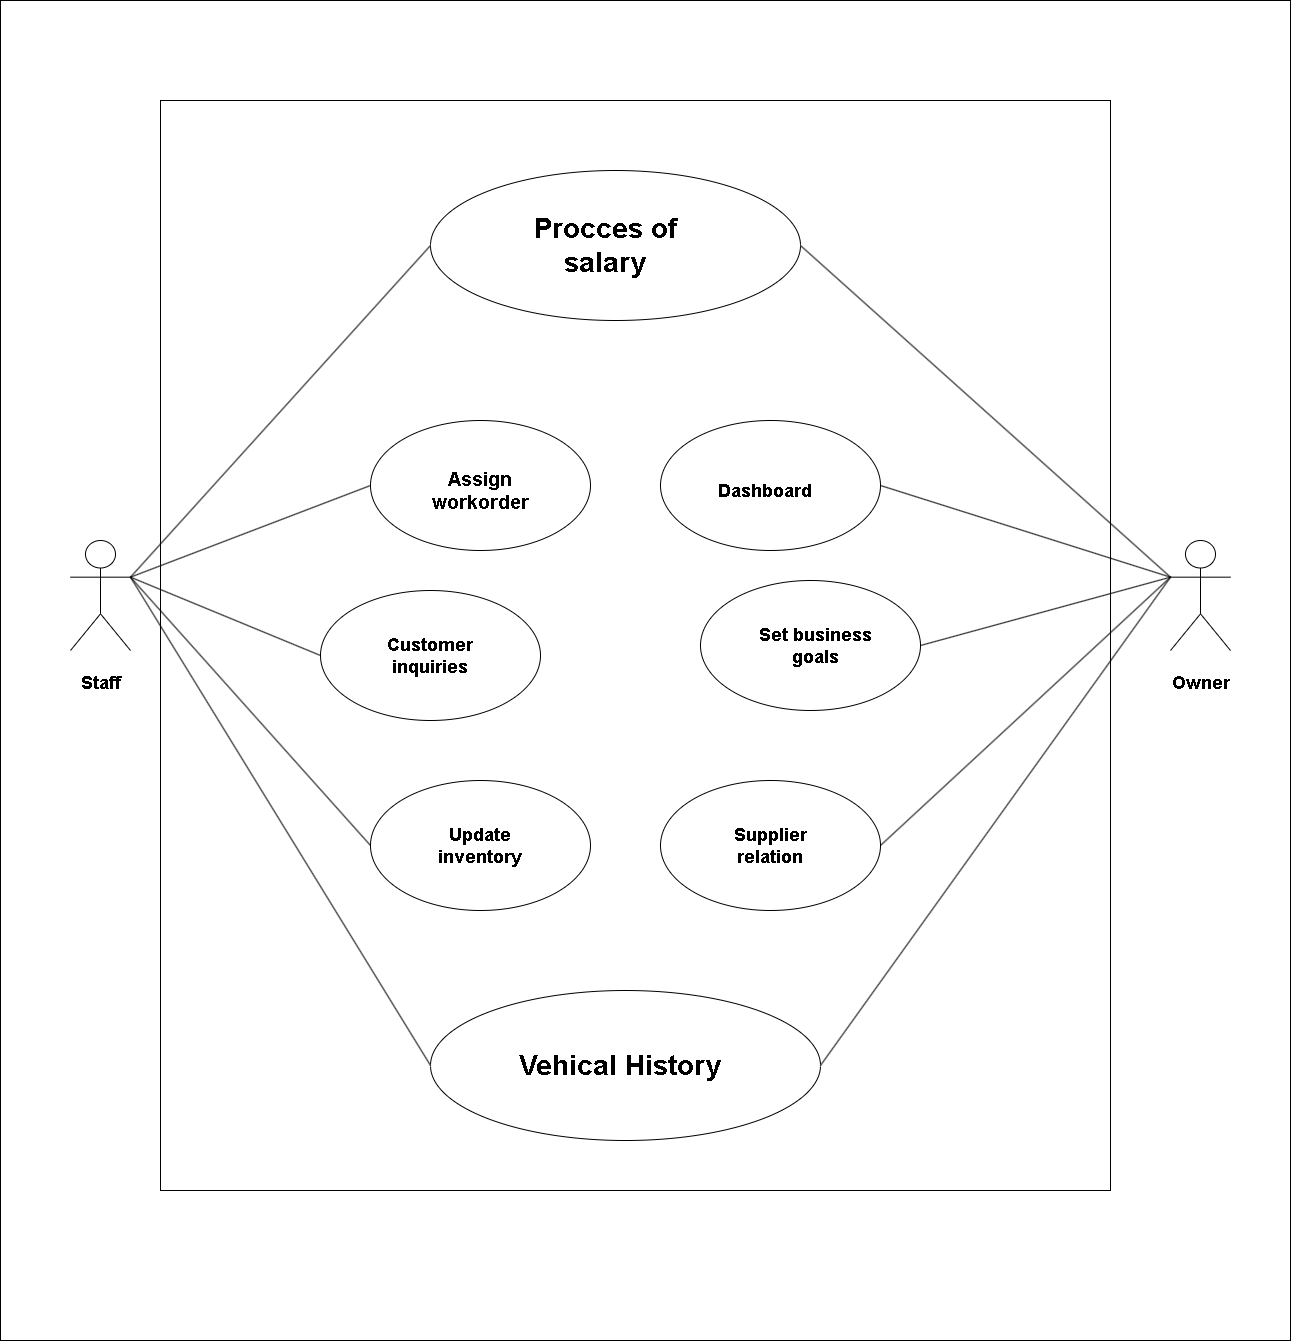 Procces of
salary
Assign
workorder
Dashboard
Customer
inquiries
Set business
goals
Staff
Owner
Update
inventory
Supplier
relation
Vehical History